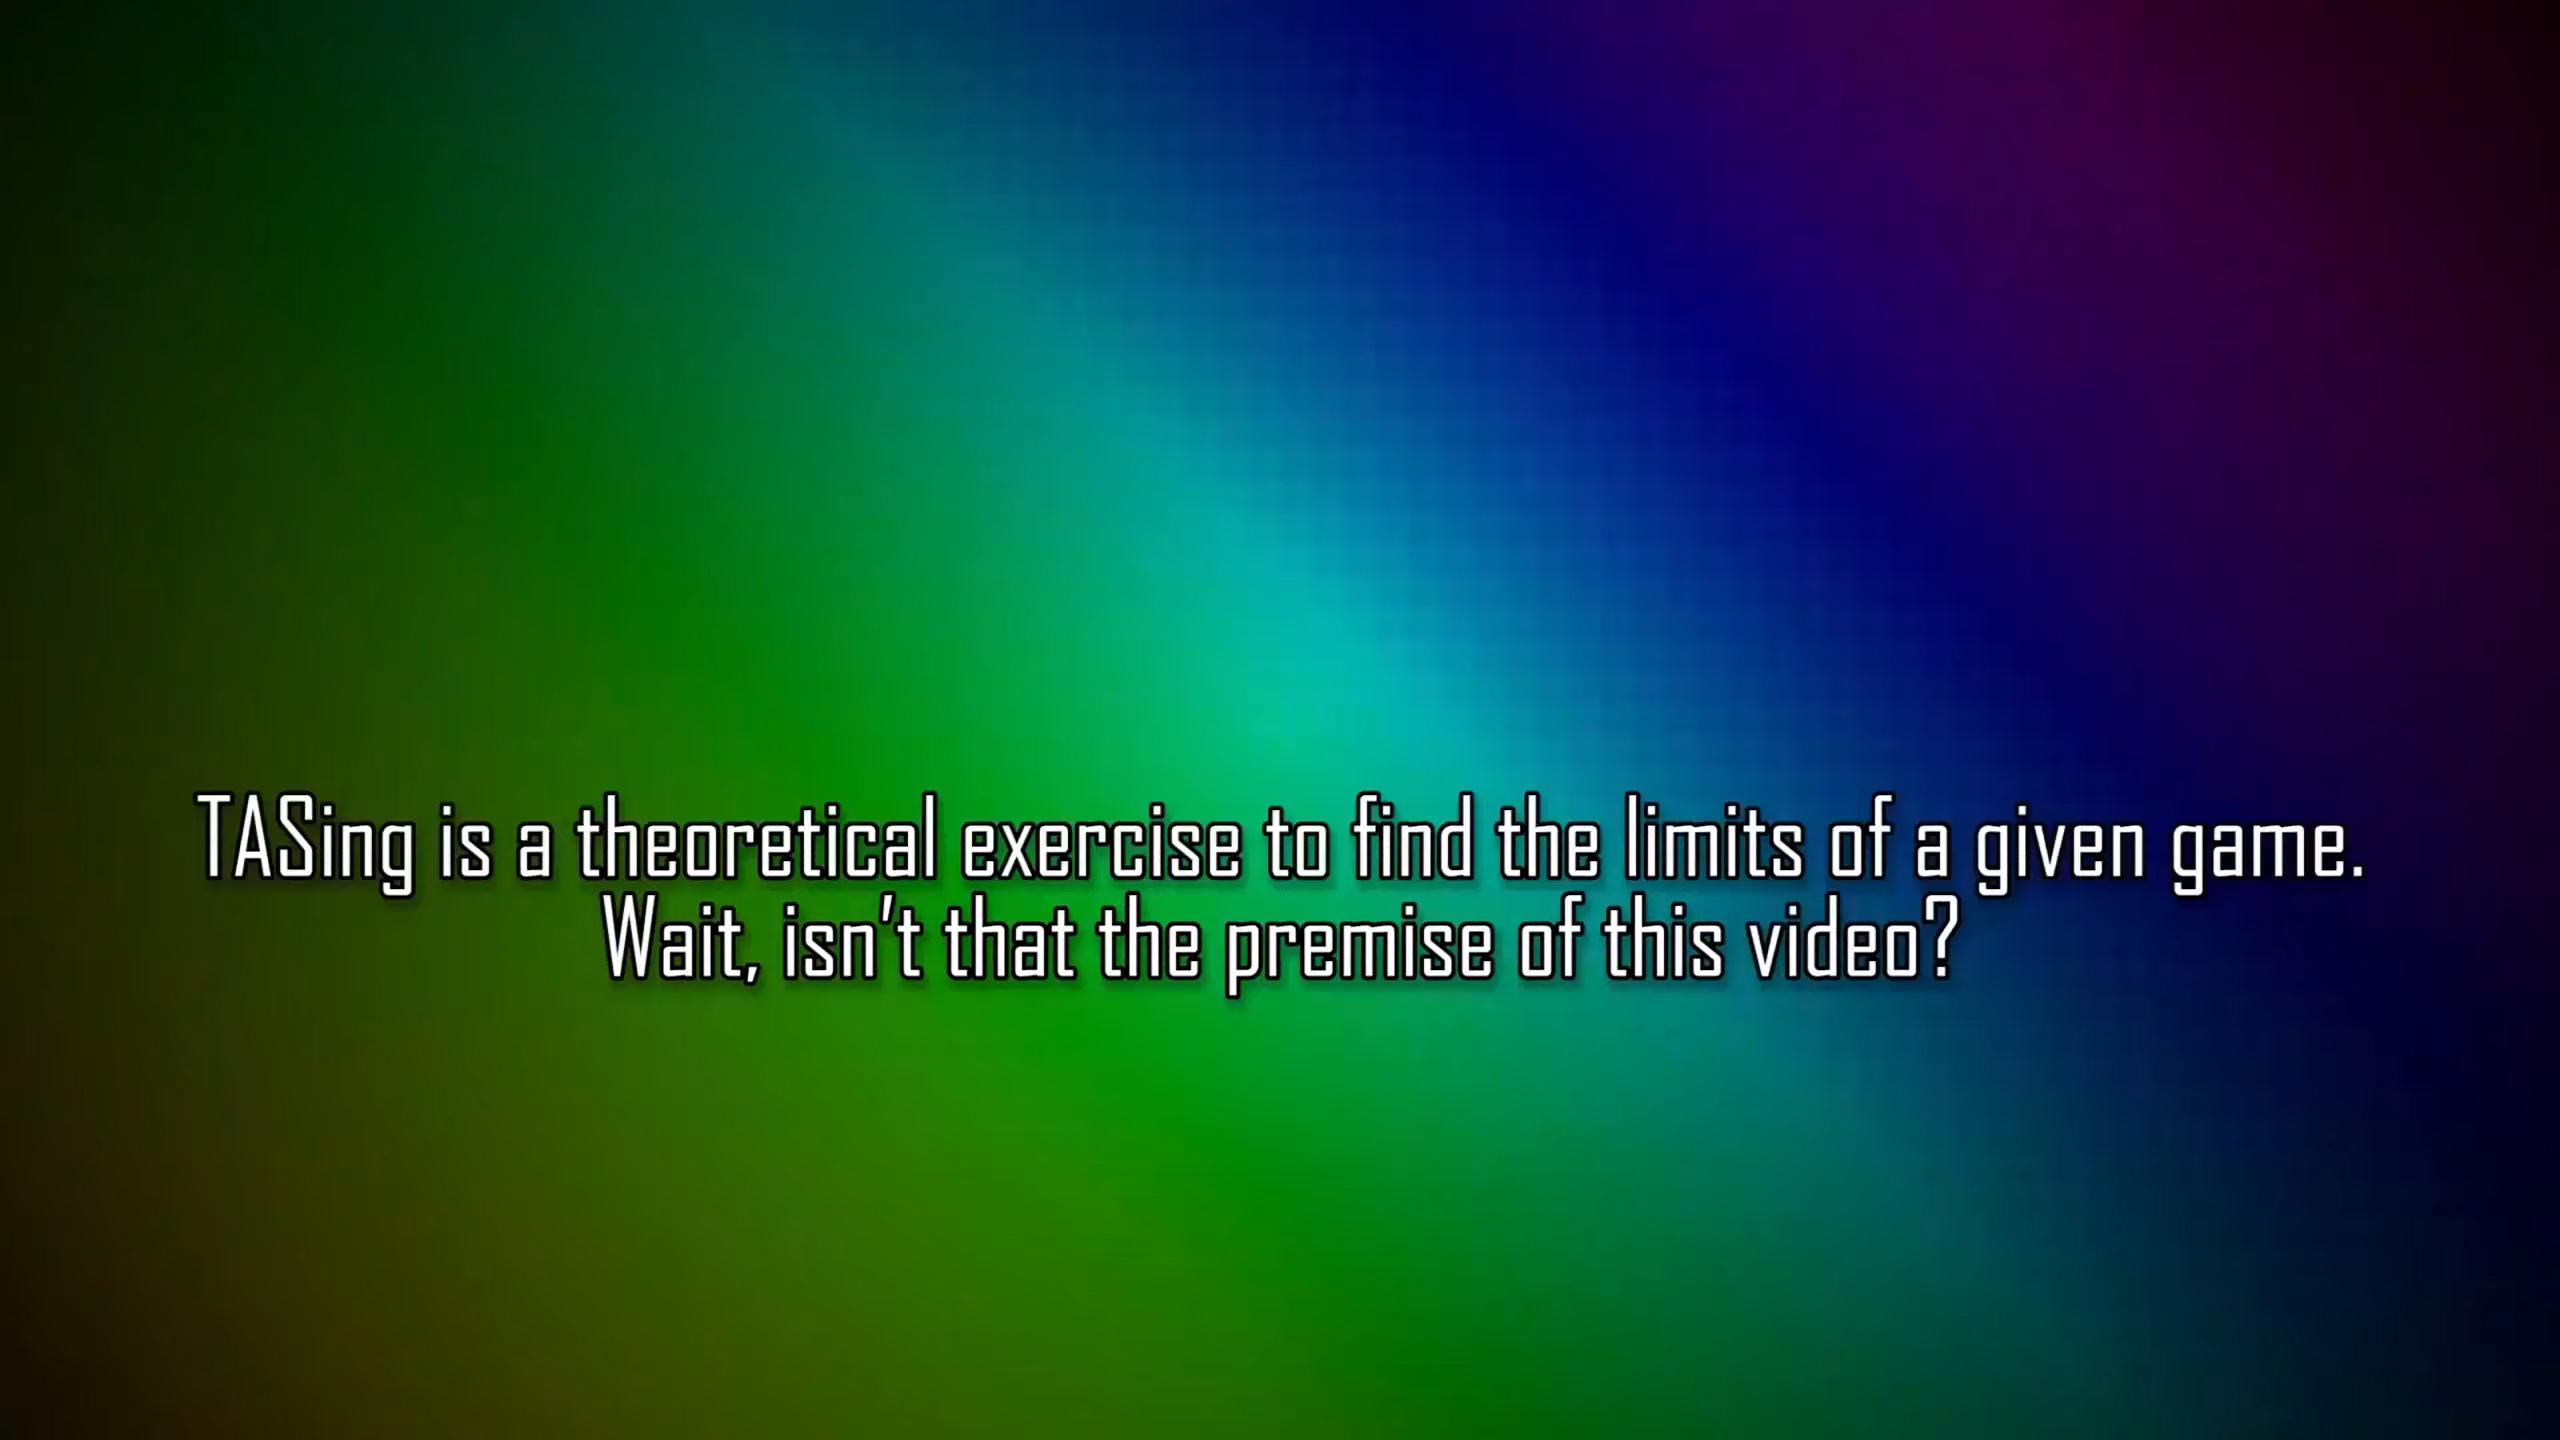 TASing is a theoretical exercise to find the limits of a given game.
Wait, isn't that the premise of this video?